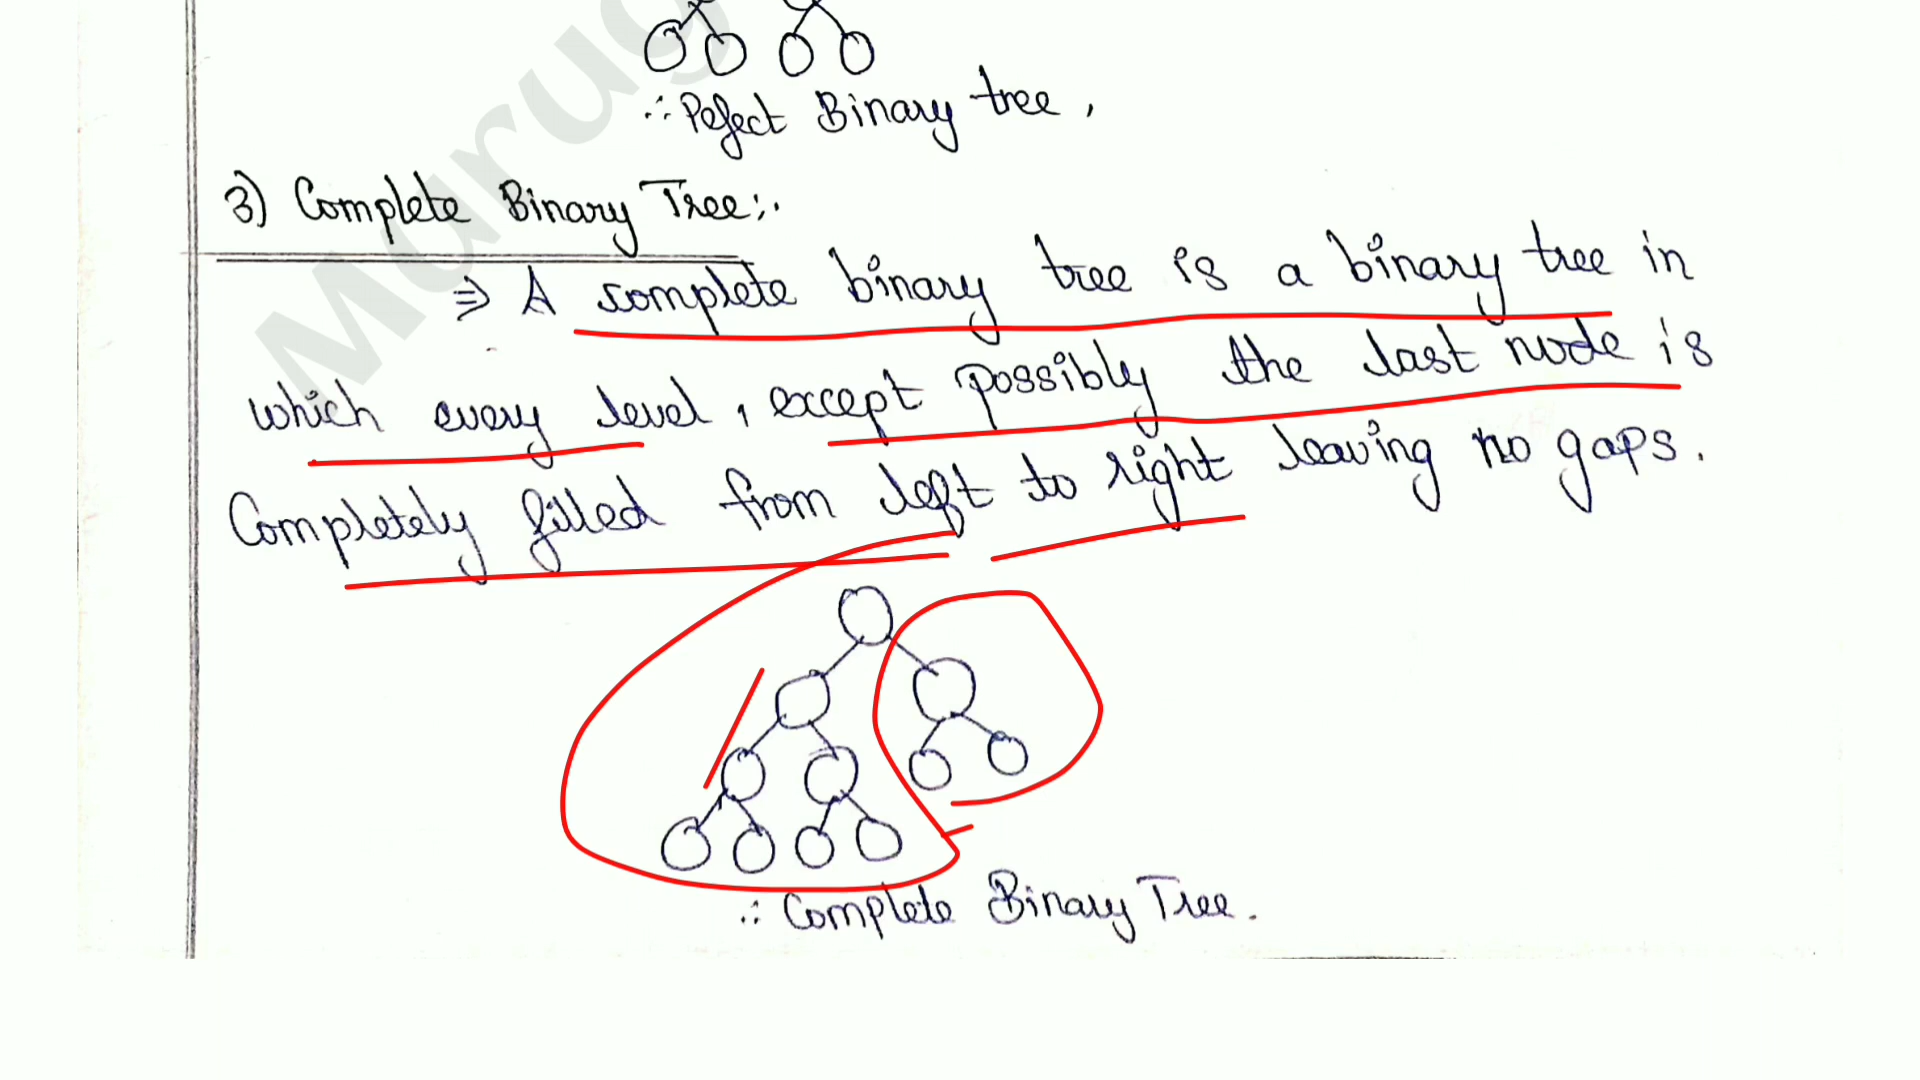 ∴ Pefect Binary tree,
3) Complete Binary Tree:.
⇒ A complete binary tree is a binary tree in
which every level, except possibly the last node is
Completely filled from left to right leaving no gaps.
∴ Complete Binary Tree.
Murug